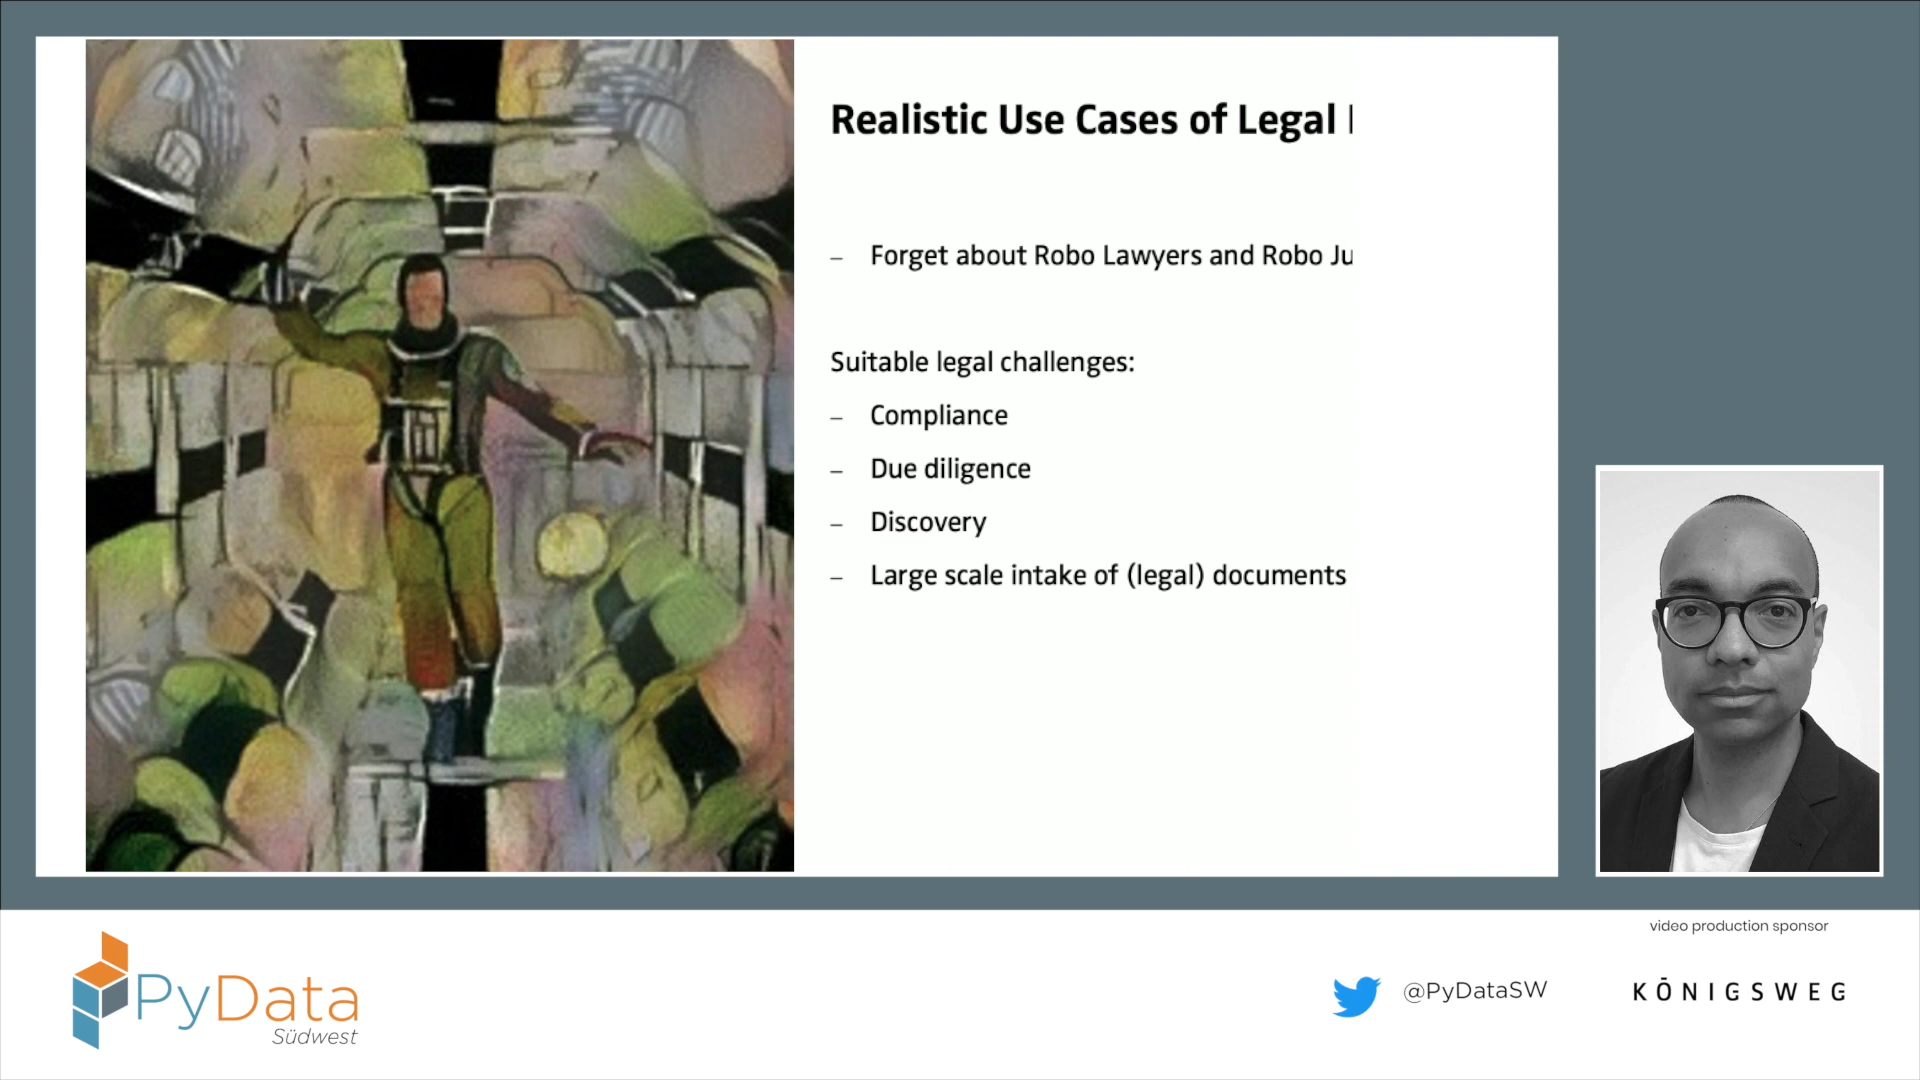 Realistic Use Cases of Legal
– Forget about Robo Lawyers and Robo Ju
Suitable legal challenges:
– Compliance
– Due diligence
– Discovery
– Large scale intake of (legal) documents
video production sponsor
PyData
Südwest
@PyDataSW
KÖNIGSWEG